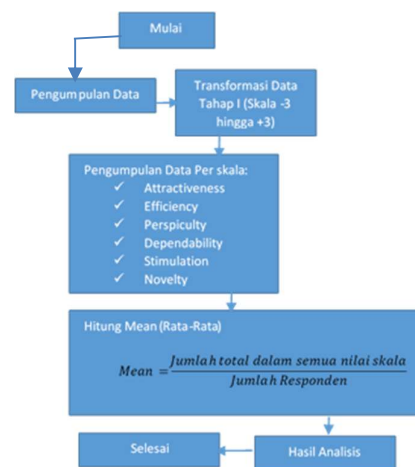 Mulai
Pengumpulan Data
Transformasi Data
Tahap I (Skala -3
hingga +3)
Pengumpulan Data Per skala:
✓ Attractiveness
✓ Efficiency
✓ Perspiculty
✓ Dependability
✓ Stimulation
✓ Novelty
Hitung Mean (Rata-Rata)
Mean = Jumlah total dalam semua nilai skala
Jumlah Responden
Hasil Analisis
Selesai